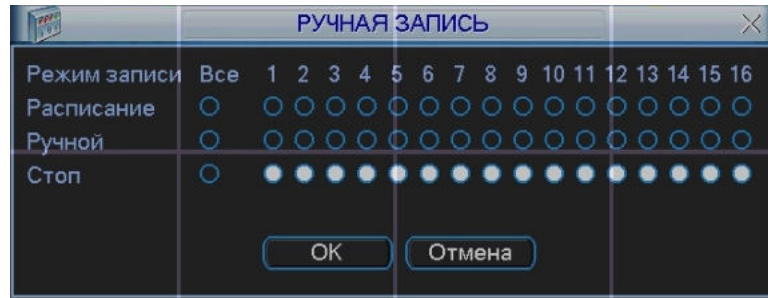 РУЧНАЯ ЗАПИСЬ
Режим записи Все 1 2 3 4 5 6 7 8 9 10 11 12 13 14 15 16
Расписание
Ручной
Стоп
OK Отмена